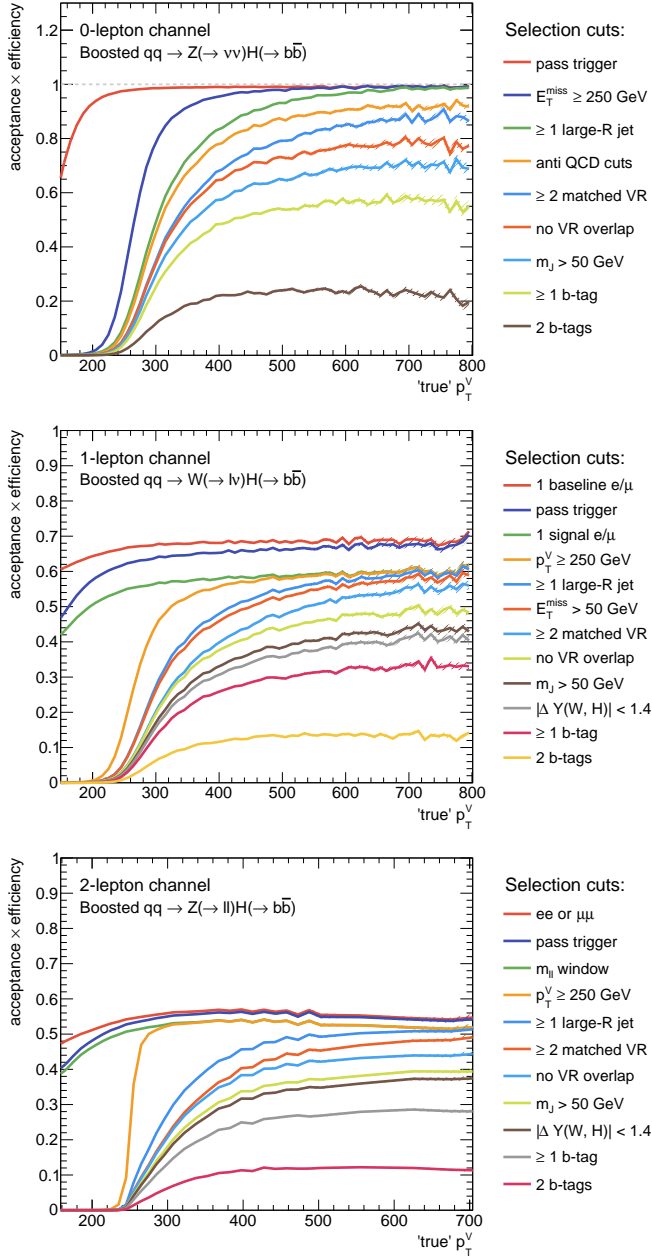 0-lepton channel
Boosted qq → Z(→ νν)H(→ bb̅)
acceptance × efficiency
1.2
1
0.8
0.6
0.4
0.2
0
200 300 400 500 600 700 800
'true' p_T^V
Selection cuts:
pass trigger
E_T^miss ≥ 250 GeV
≥ 1 large-R jet
anti QCD cuts
≥ 2 matched VR
no VR overlap
m_J > 50 GeV
≥ 1 b-tag
2 b-tags
1-lepton channel
Boosted qq → W(→ lν)H(→ bb̅)
acceptance × efficiency
1
0.9
0.8
0.7
0.6
0.5
0.4
0.3
0.2
0.1
0
200 300 400 500 600 700 800
'true' p_T^V
Selection cuts:
1 baseline e/μ
pass trigger
1 signal e/μ
p_T^V ≥ 250 GeV
≥ 1 large-R jet
E_T^miss > 50 GeV
≥ 2 matched VR
no VR overlap
m_J > 50 GeV
|Δ Y(W, H)| < 1.4
≥ 1 b-tag
2 b-tags
2-lepton channel
Boosted qq → Z(→ ll)H(→ bb̅)
acceptance × efficiency
1
0.9
0.8
0.7
0.6
0.5
0.4
0.3
0.2
0.1
0
200 300 400 500 600 700
'true' p_T^V
Selection cuts:
ee or μμ
pass trigger
m_ll window
p_T^V ≥ 250 GeV
≥ 1 large-R jet
≥ 2 matched VR
no VR overlap
m_J > 50 GeV
|Δ Y(W, H)| < 1.4
≥ 1 b-tag
2 b-tags